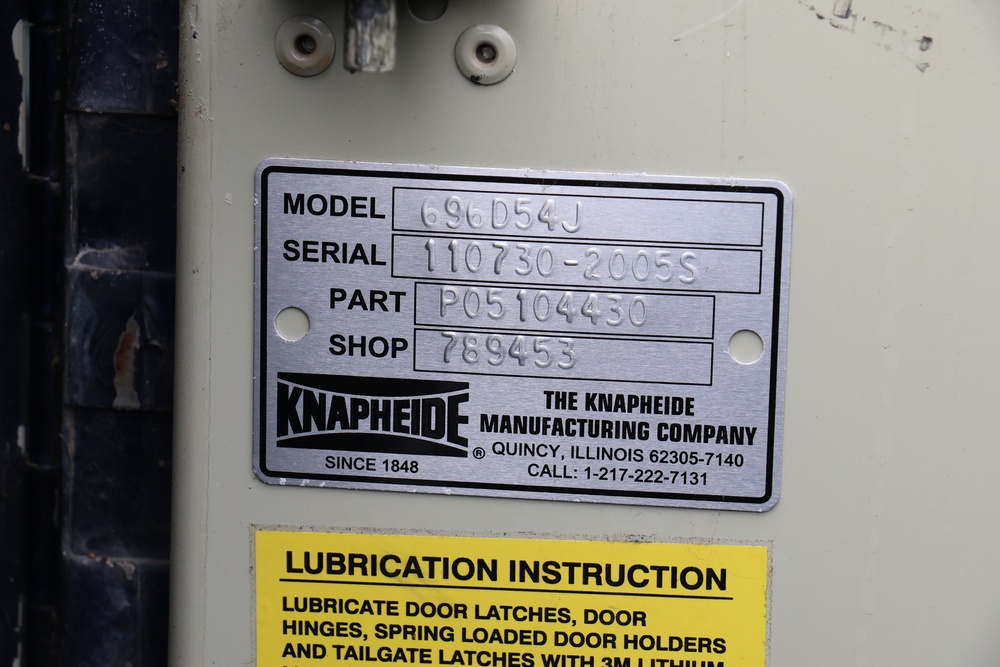 MODEL 696D54J
SERIAL 110730-2005S
PART P05104430
SHOP 789453
KNAPHEIDE ®
SINCE 1848
THE KNAPHEIDE
MANUFACTURING COMPANY
QUINCY, ILLINOIS 62305-7140
CALL: 1-217-222-7131
LUBRICATION INSTRUCTION
LUBRICATE DOOR LATCHES, DOOR
HINGES, SPRING LOADED DOOR HOLDERS
AND TAILGATE LATCHES WITH 3M LITHIUM